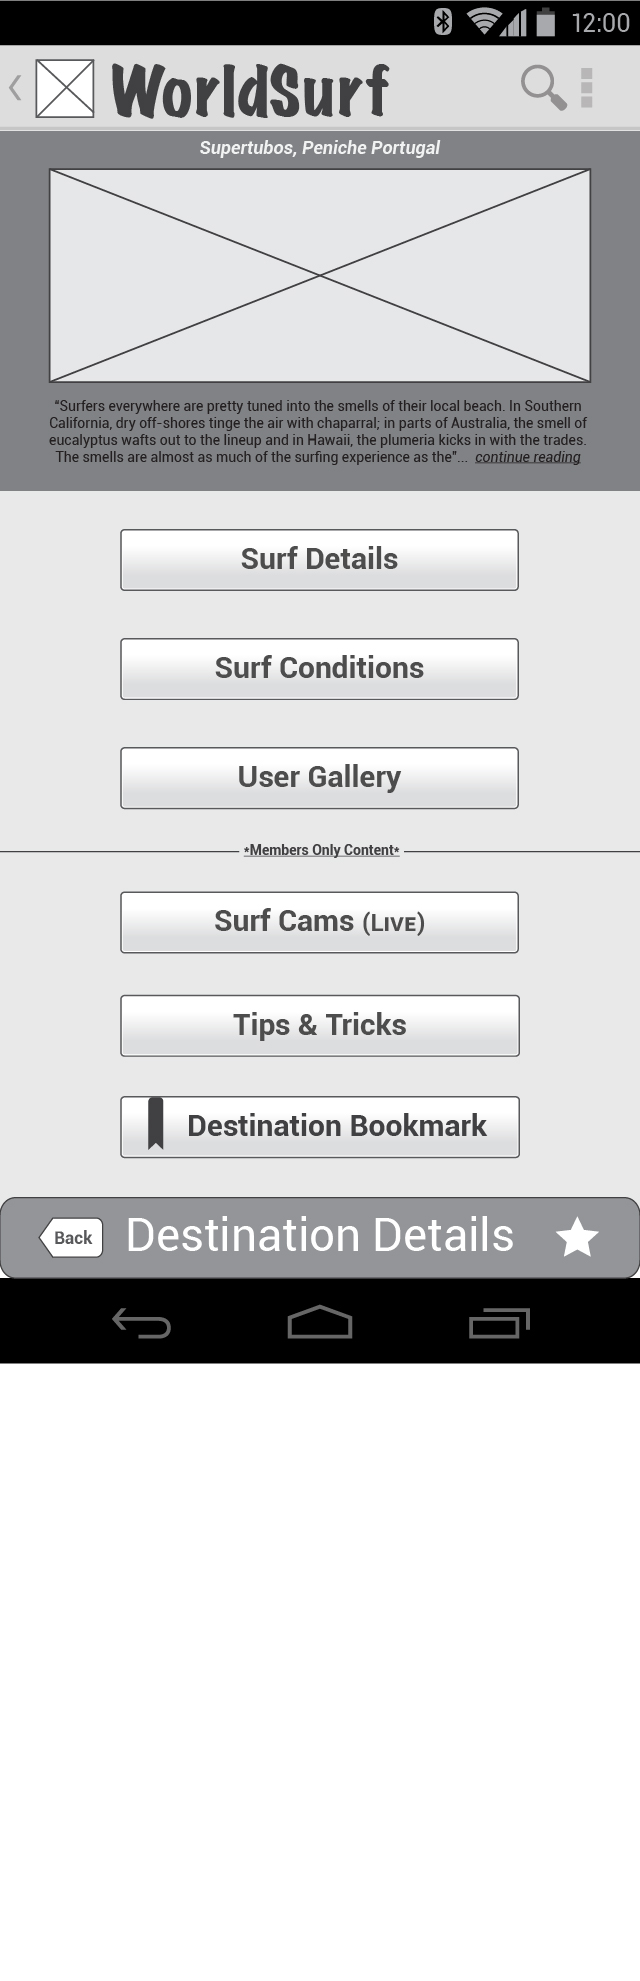 12:00
WorldSurf
Supertubos, Peniche Portugal
“Surfers everywhere are pretty tuned into the smells of their local beach. In Southern
California, dry off-shores tinge the air with chaparral; in parts of Australia, the smell of
eucalyptus wafts out to the lineup and in Hawaii, the plumeria kicks in with the trades.
The smells are almost as much of the surfing experience as the”... continue reading
Surf Details
Surf Conditions
User Gallery
*Members Only Content*
Surf Cams (Live)
Tips & Tricks
Destination Bookmark
Back Destination Details